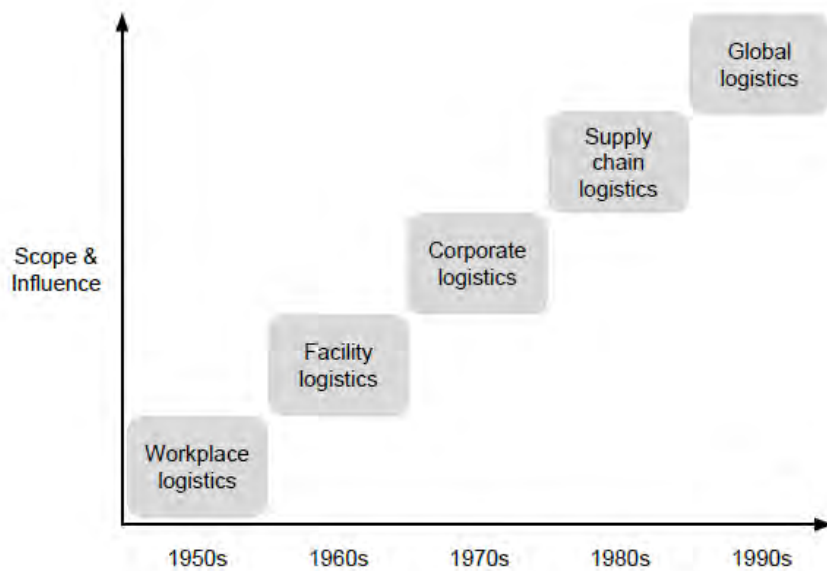 Global
logistics
Supply
chain
logistics
Corporate
logistics
Scope &
Influence
Facility
logistics
Workplace
logistics
1950s 1960s 1970s 1980s 1990s